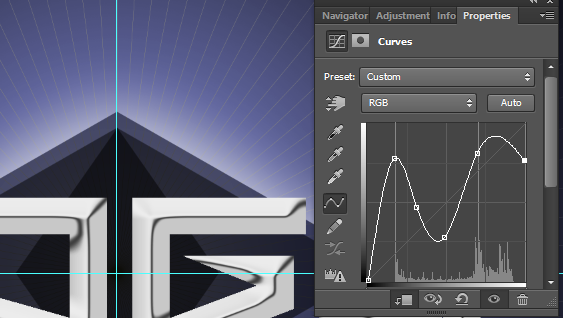 Navigator Adjustment Info Properties
Curves
Preset: Custom
RGB Auto
G